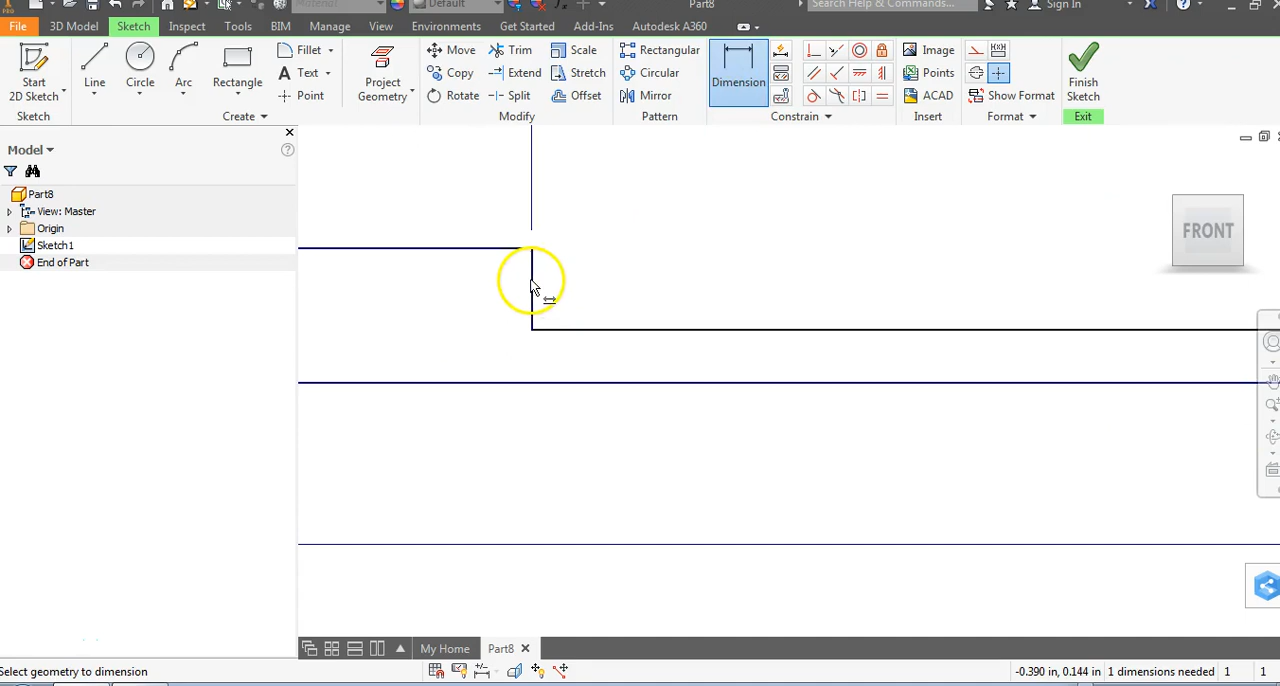 Material Default Part8 Search Help & Commands... Sign In
File 3D Model Sketch Inspect Tools BIM Manage View Environments Get Started Add-Ins Autodesk A360
Start 2D Sketch Line Circle Arc Rectangle Fillet Text Point Project Geometry Move Copy Rotate Trim Extend Split Scale Stretch Offset Rectangular Circular Mirror Dimension Image Points ACAD Show Format Finish Sketch
Sketch Create Modify Pattern Constrain Insert Format Exit
Model
Part8
View: Master
Origin
Sketch1
End of Part
FRONT
My Home Part8
Select geometry to dimension -0.390 in, 0.144 in 1 dimensions needed 1 1